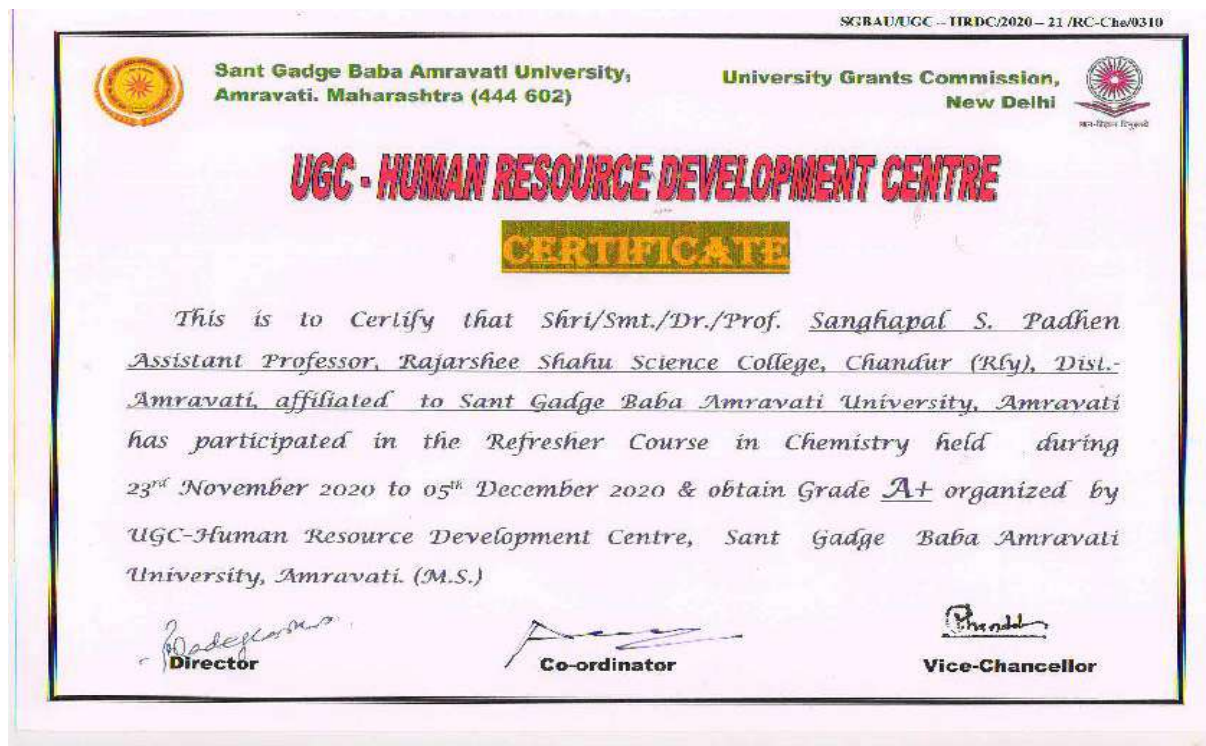 SGBAU/UGC – HRDC/2020 – 21 /RC-Che/0310
Sant Gadge Baba Amravati University,
Amravati. Maharashtra (444 602)
University Grants Commission,
New Delhi
UGC - HUMAN RESOURCE DEVELOPMENT CENTRE
CERTIFICATE
This is to Certify that Shri/Smt./Dr./Prof. Sanghapal S. Padhen
Assistant Professor, Rajarshee Shahu Science College, Chandur (Rly), Dist.-
Amravati, affiliated to Sant Gadge Baba Amravati University, Amravati
has participated in the Refresher Course in Chemistry held during
23rd November 2020 to 05th December 2020 & obtain Grade A+ organized by
UGC-Human Resource Development Centre, Sant Gadge Baba Amravati
University, Amravati. (M.S.)
Director
Co-ordinator
Vice-Chancellor